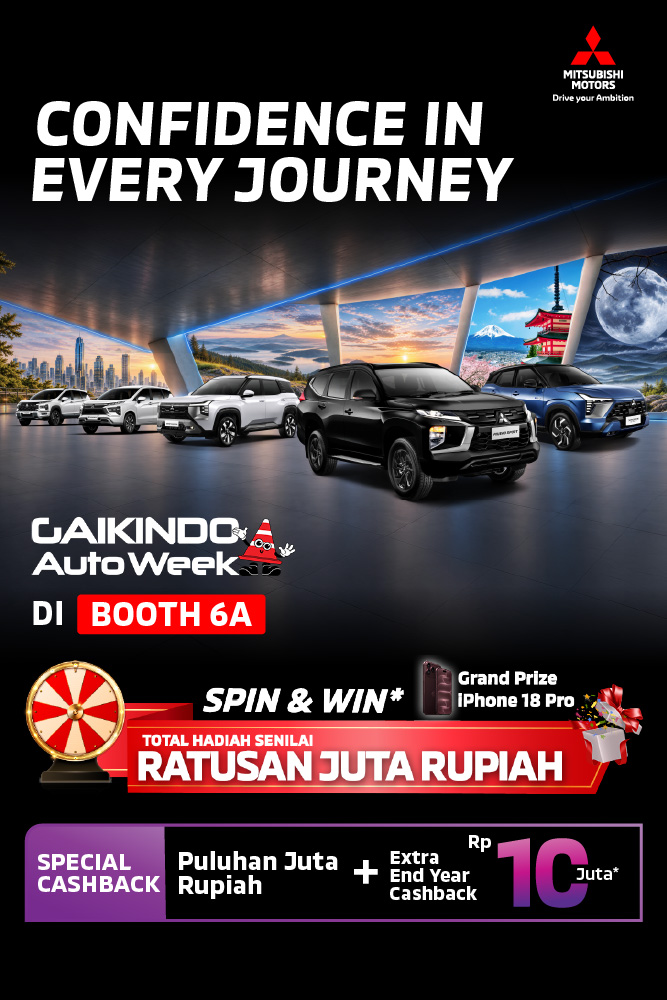 MITSUBISHI
MOTORS
Drive your Ambition
CONFIDENCE IN
EVERY JOURNEY
GAIKINDO
Auto Week
DI BOOTH 6A
SPIN & WIN*
Grand Prize
iPhone 18 Pro
TOTAL HADIAH SENILAI
RATUSAN JUTA RUPIAH
SPECIAL
CASHBACK
Puluhan Juta
Rupiah
+
Extra
End Year
Cashback
Rp 10 Juta*